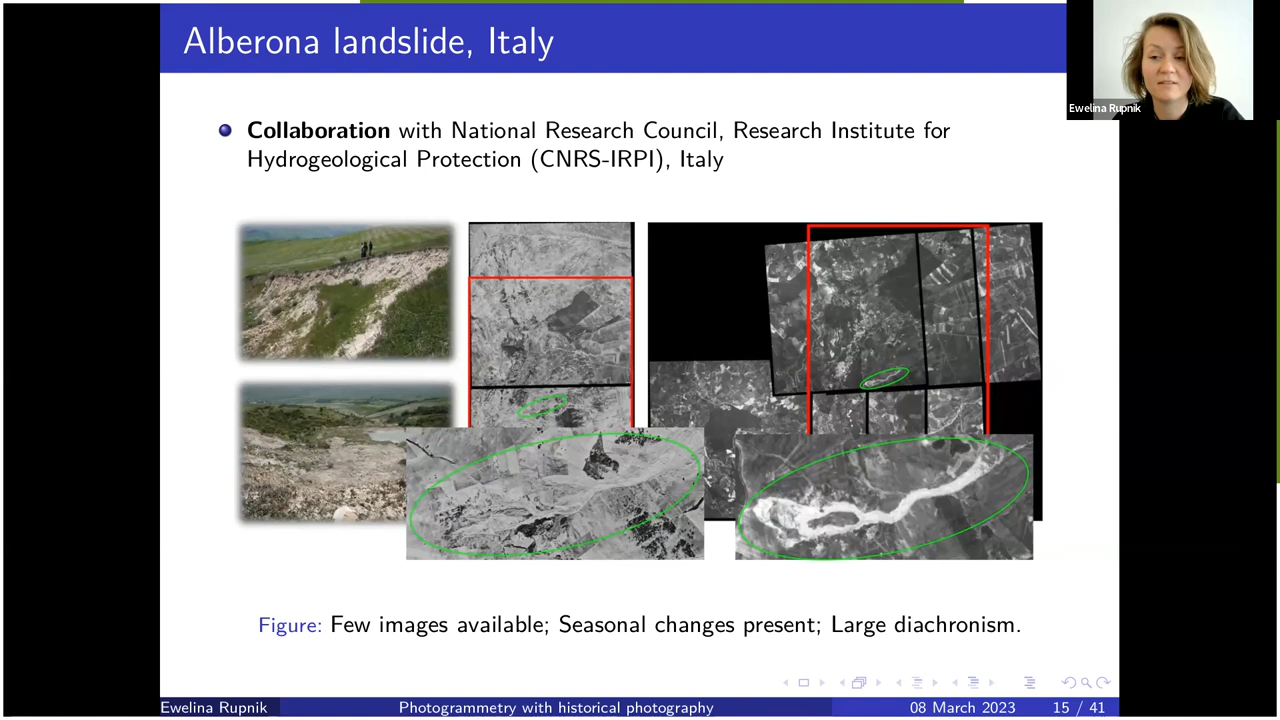 Alberona landslide, Italy
Ewelina Rupnik
Collaboration with National Research Council, Research Institute for
Hydrogeological Protection (CNRS-IRPI), Italy
Figure: Few images available; Seasonal changes present; Large diachronism.
Ewelina Rupnik Photogrammetry with historical photography 08 March 2023 15 / 41